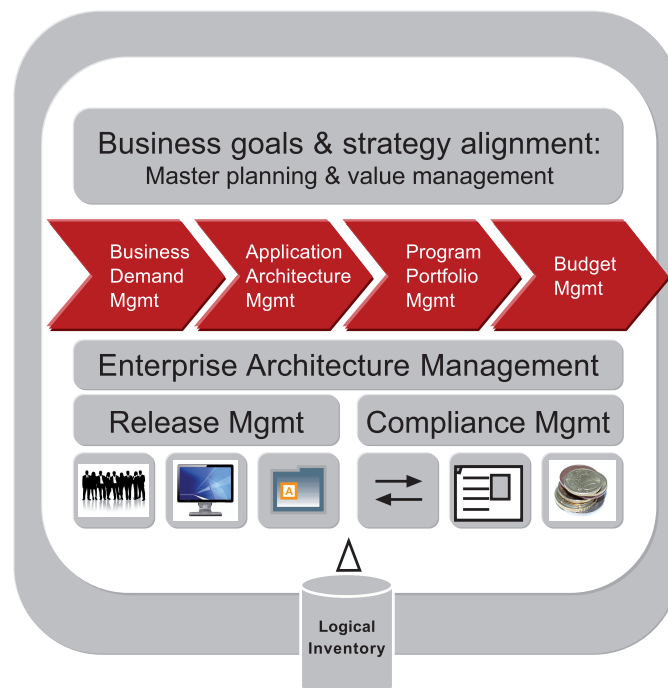 Business goals & strategy alignment:
Master planning & value management
Business
Demand
Mgmt
Application
Architecture
Mgmt
Program
Portfolio
Mgmt
Budget
Mgmt
Enterprise Architecture Management
Release Mgmt
Compliance Mgmt
A
Logical
Inventory